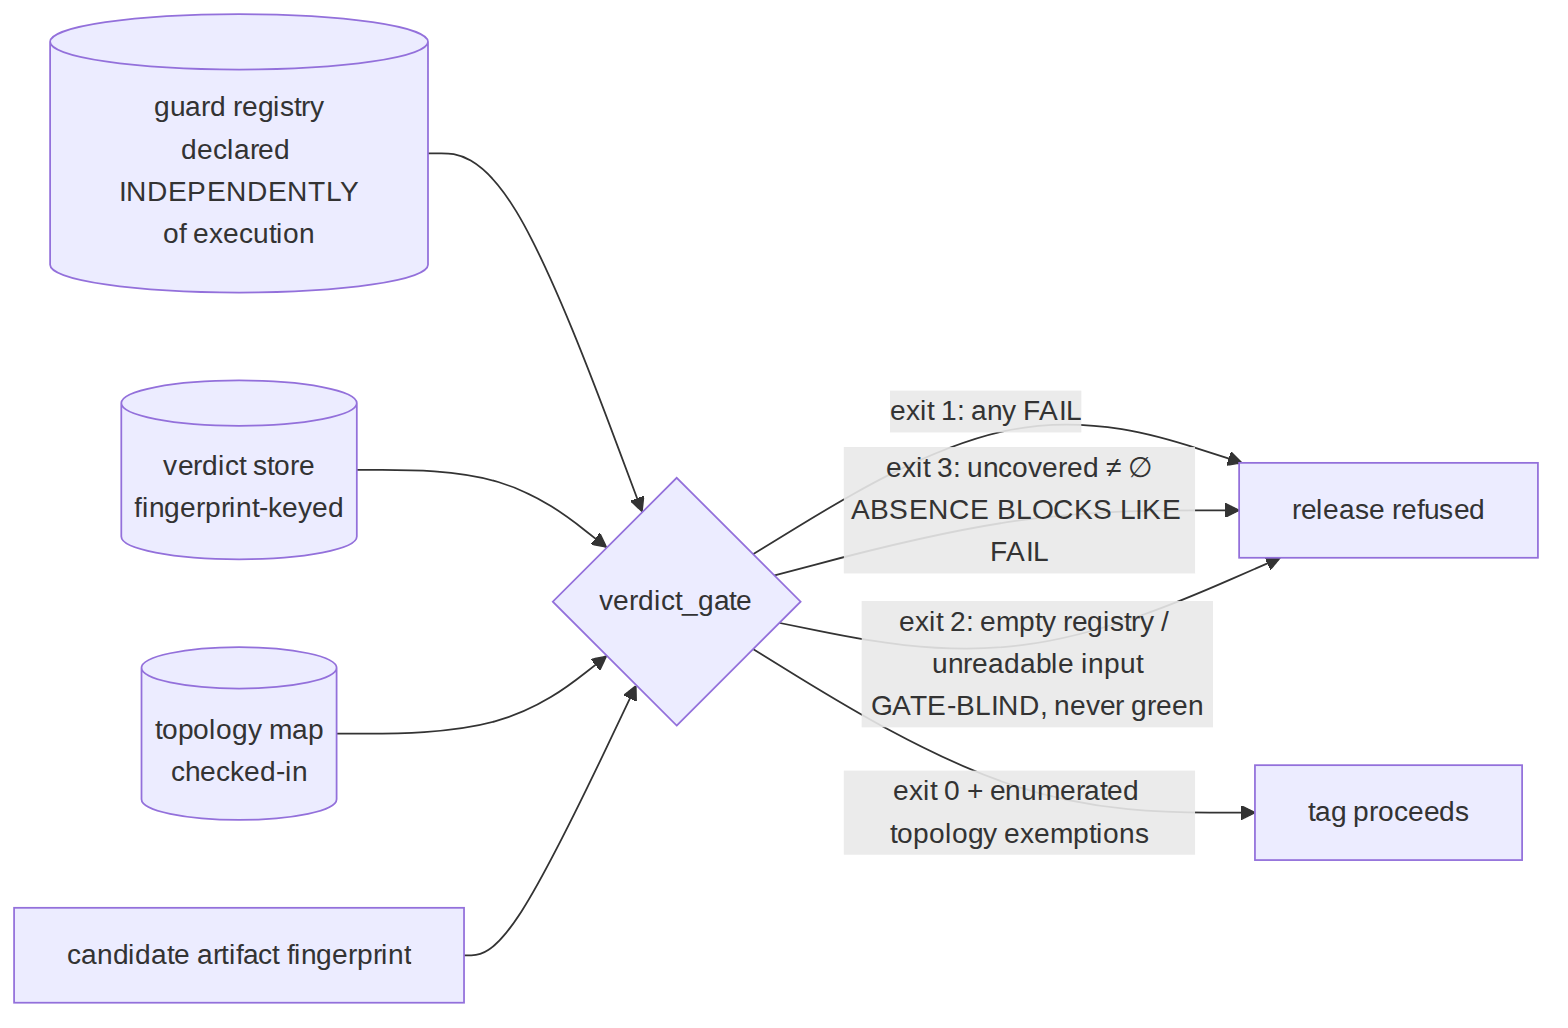 guard registry
declared
INDEPENDENTLY
of execution
verdict store
fingerprint-keyed
topology map
checked-in
candidate artifact fingerprint
verdict_gate
exit 1: any FAIL
exit 3: uncovered ≠ ∅
ABSENCE BLOCKS LIKE
FAIL
exit 2: empty registry /
unreadable input
GATE-BLIND, never green
exit 0 + enumerated
topology exemptions
release refused
tag proceeds